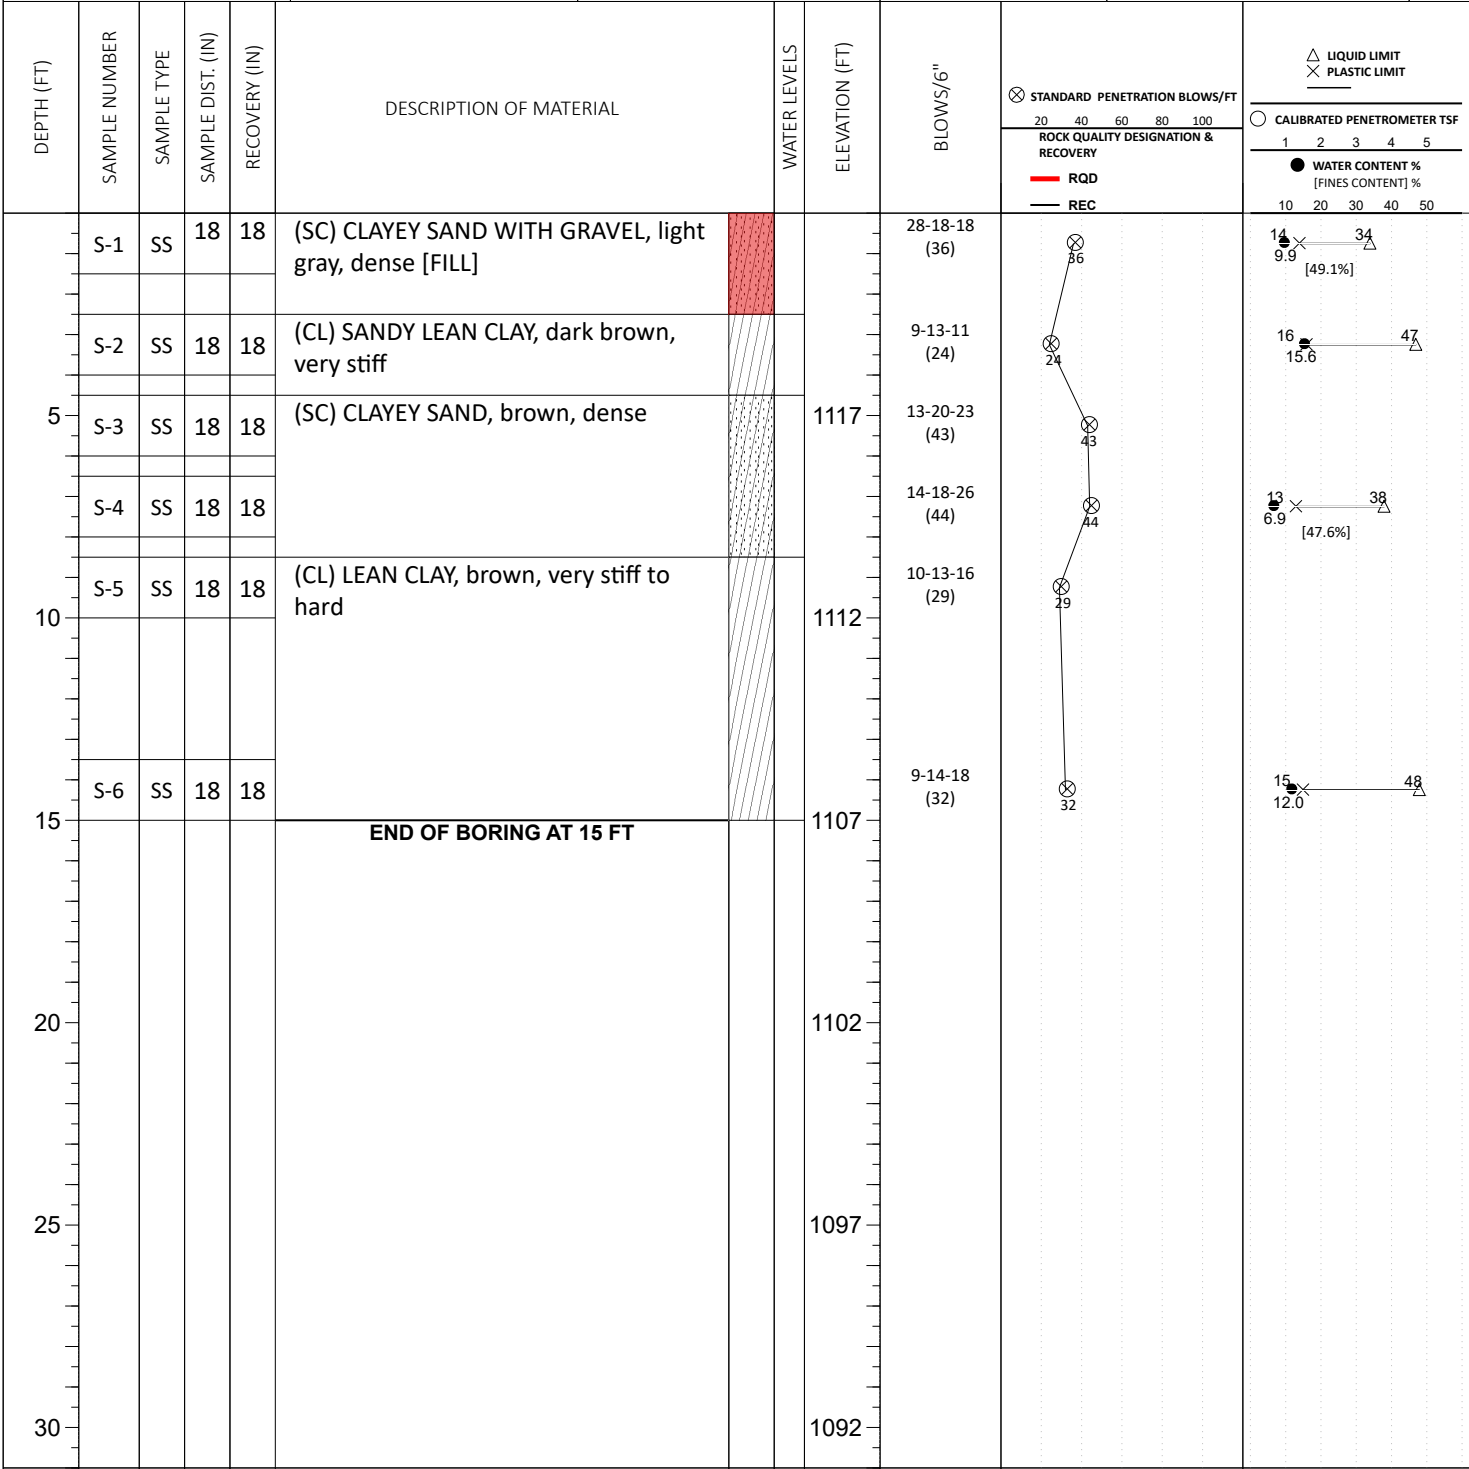 DEPTH (FT)
SAMPLE NUMBER
SAMPLE TYPE
SAMPLE DIST. (IN)
RECOVERY (IN)
DESCRIPTION OF MATERIAL
WATER LEVELS
ELEVATION (FT)
BLOWS/6"
STANDARD PENETRATION BLOWS/FT
20 40 60 80 100
ROCK QUALITY DESIGNATION &
RECOVERY
RQD
REC
LIQUID LIMIT
PLASTIC LIMIT
CALIBRATED PENETROMETER TSF
1 2 3 4 5
WATER CONTENT %
[FINES CONTENT] %
10 20 30 40 50
S-1 SS 18 18
(SC) CLAYEY SAND WITH GRAVEL, light
gray, dense [FILL]
28-18-18
(36)
36
14 34
9.9
[49.1%]
S-2 SS 18 18
(CL) SANDY LEAN CLAY, dark brown,
very stiff
9-13-11
(24)
24
16 47
15.6
5
S-3 SS 18 18
(SC) CLAYEY SAND, brown, dense
1117
13-20-23
(43)
43
S-4 SS 18 18
14-18-26
(44)
44
13 38
6.9
[47.6%]
S-5 SS 18 18
(CL) LEAN CLAY, brown, very stiff to
hard
10-13-16
(29)
29
10 1112
S-6 SS 18 18
9-14-18
(32)
32
15 48
12.0
15 1107
END OF BORING AT 15 FT
20 1102
25 1097
30 1092